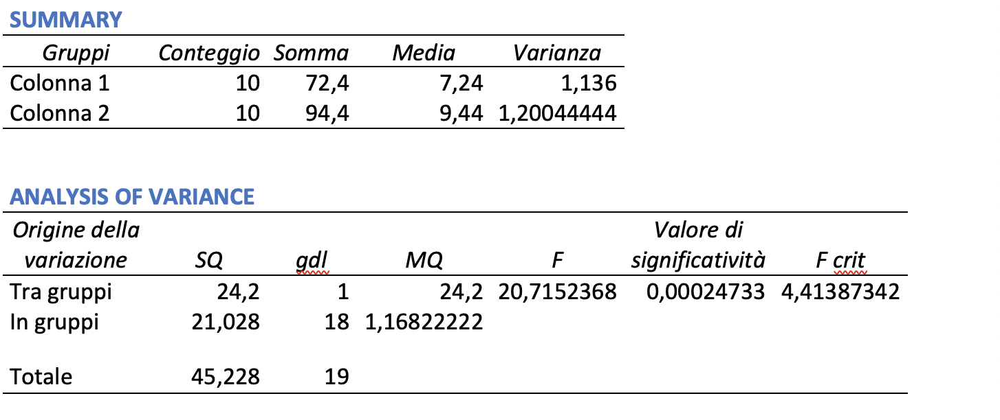 SUMMARY
Gruppi Conteggio Somma Media Varianza
Colonna 1 10 72,4 7,24 1,136
Colonna 2 10 94,4 9,44 1,20044444
ANALYSIS OF VARIANCE
Origine della Valore di
variazione SQ gdl MQ F significatività F crit
Tra gruppi 24,2 1 24,2 20,7152368 0,00024733 4,41387342
In gruppi 21,028 18 1,16822222
Totale 45,228 19